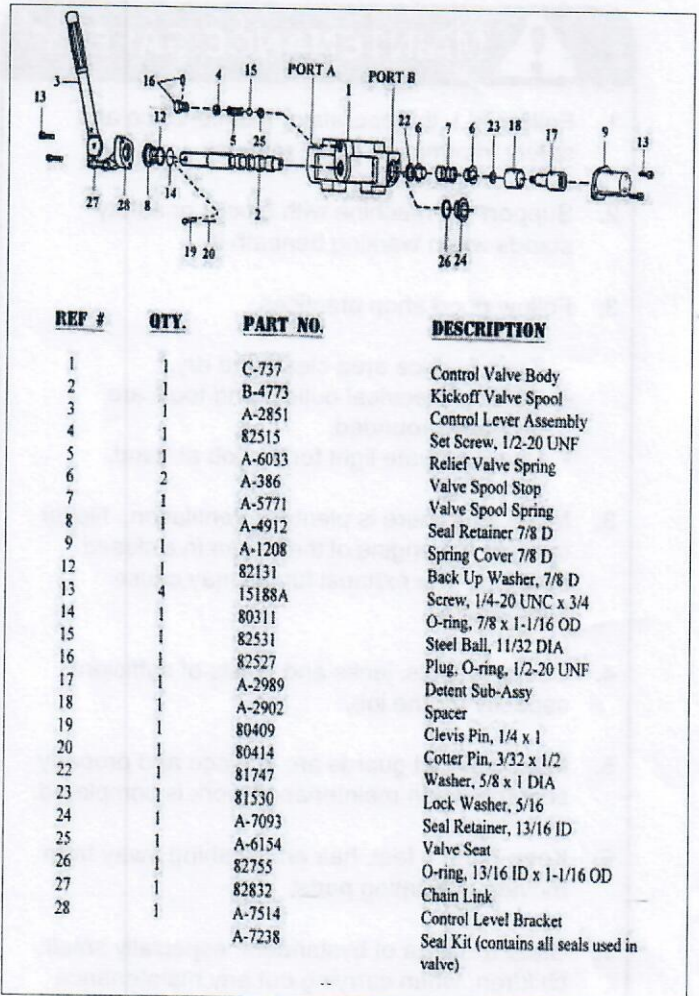 3
13
16
4
15
PORT A
1
PORT B
12
5
25
22
6
7
6
23
18
17
9
13
27
28
8
14
2
19
20
26
24
REF # QTY. PART NO. DESCRIPTION
1 1 C-737 Control Valve Body
2 1 B-4775 Kickoff Valve Spool
3 1 A-2851 Control Lever Assembly
4 1 82515 Set Screw, 1/2-20 UNF
5 1 A-6033 Relief Valve Spring
6 2 A-386 Valve Spool Stop
7 1 A-5771 Valve Spool Spring
8 1 A-4912 Seal Retainer, 7/8 D
9 1 A-1208 Spring Cover 7/8 D
12 1 82131 Back Up Washer, 7/8 D
13 4 15188A Screw, 1/4-20 UNC x 3/4
14 1 80311 O-ring, 7/8 x 1-1/16 OD
15 1 82531 Steel Ball, 11/32 DIA
16 1 82527 Plug, O-ring, 1/2-20 UNF
17 1 A-2989 Detent Sub-Assy
18 1 A-2902 Spacer
19 1 80409 Clevis Pin, 1/4 x 1
20 1 80414 Cotter Pin, 3/32 x 1/2
22 1 81747 Washer, 5/8 x 1 DIA
23 1 81530 Lock Washer, 5/16
24 1 A-7093 Seal Retainer, 13/16 ID
25 1 A-6154 Valve Seat
26 1 82755 O-ring, 13/16 ID x 1-1/16 OD
27 1 82832 Chain Link
28 1 A-7514 Control Level Bracket
A-7238 Seal Kit (contains all seals used in
valve)